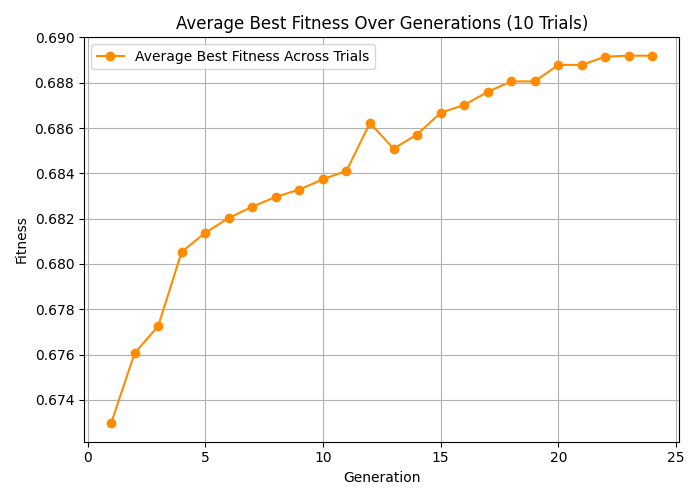 Average Best Fitness Over Generations (10 Trials)
Average Best Fitness Across Trials
0.690
0.688
0.686
0.684
0.682
0.680
0.678
0.676
0.674
Fitness
0 5 10 15 20 25
Generation